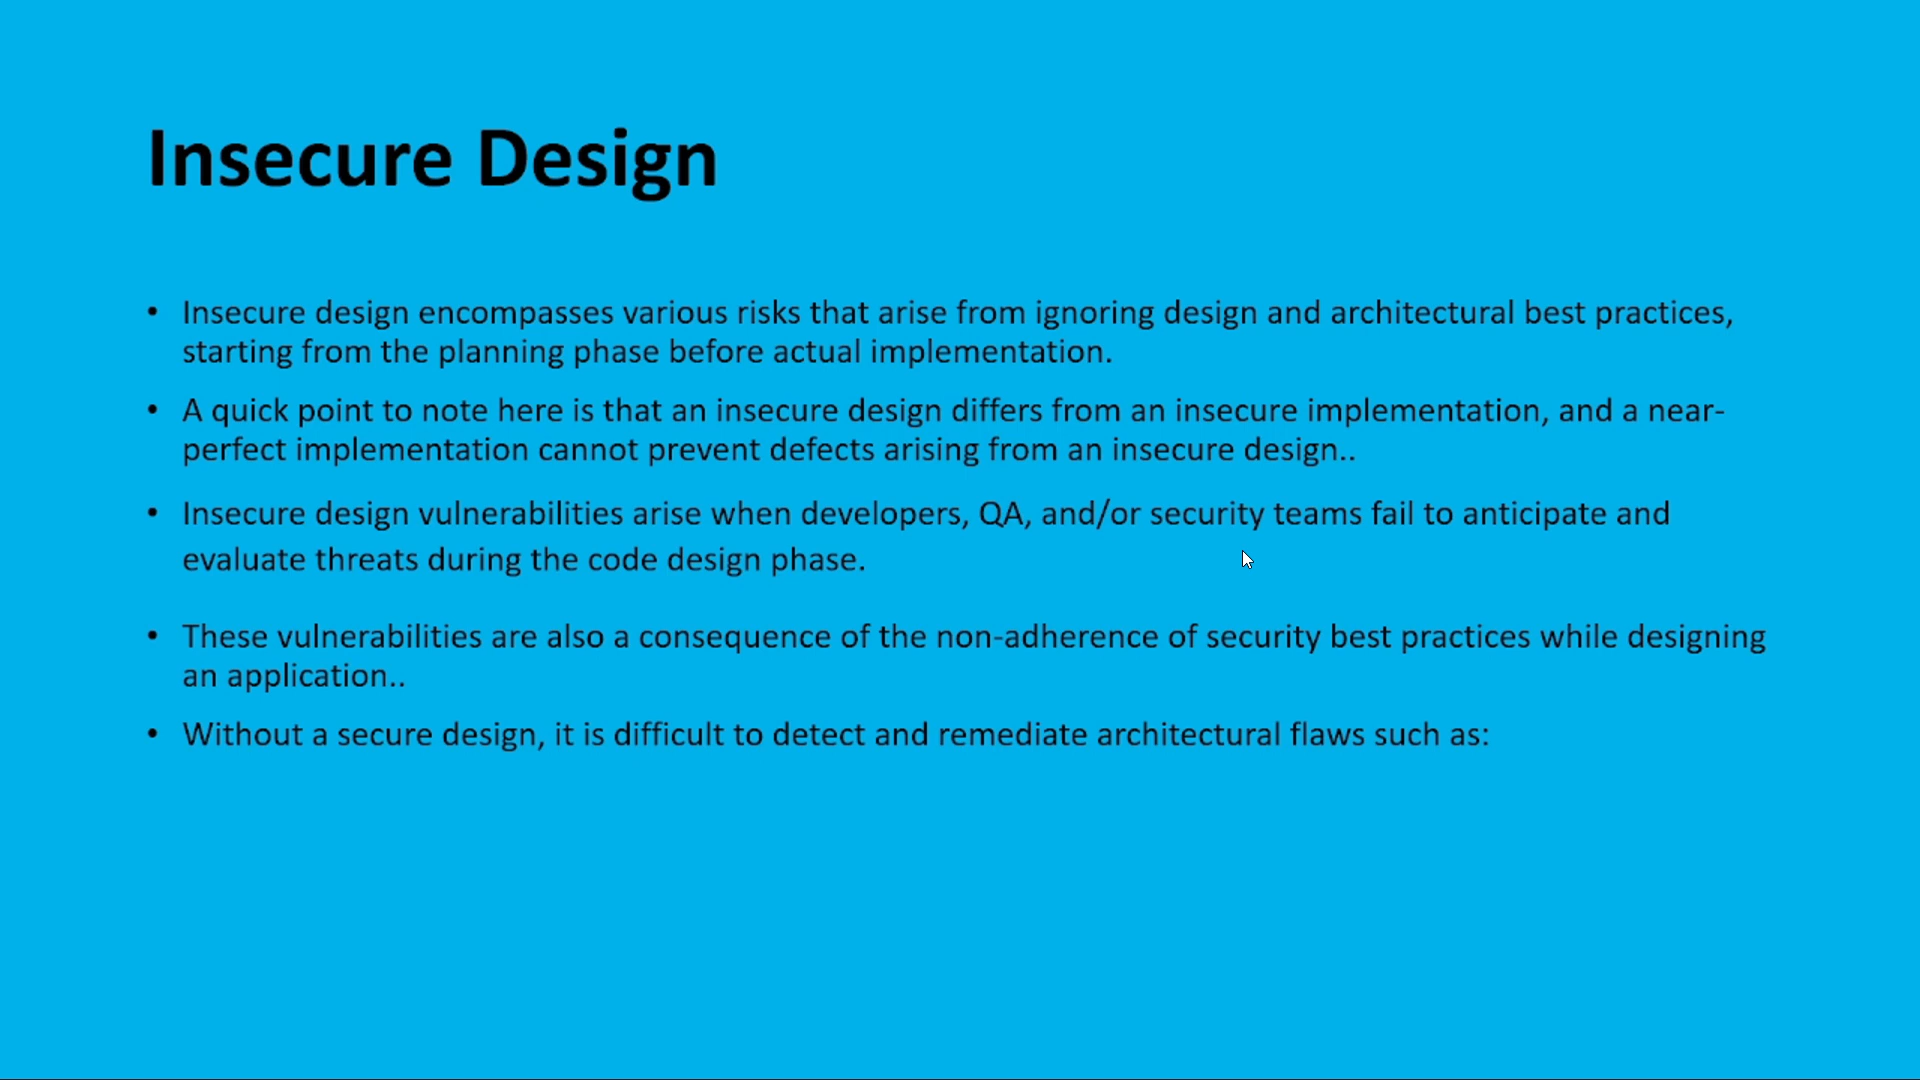 Insecure Design
• Insecure design encompasses various risks that arise from ignoring design and architectural best practices,
starting from the planning phase before actual implementation.
• A quick point to note here is that an insecure design differs from an insecure implementation, and a near-
perfect implementation cannot prevent defects arising from an insecure design..
• Insecure design vulnerabilities arise when developers, QA, and/or security teams fail to anticipate and
evaluate threats during the code design phase.
• These vulnerabilities are also a consequence of the non-adherence of security best practices while designing
an application..
• Without a secure design, it is difficult to detect and remediate architectural flaws such as: